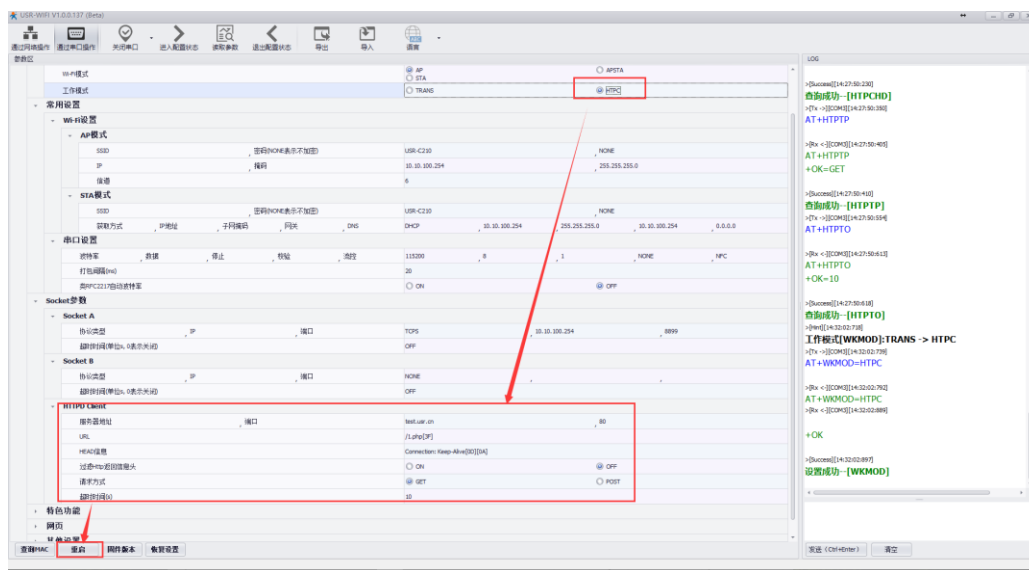 USR-WIFI V1.0.0.137 (Beta)
通过网络操作 通过串口操作 关闭串口 进入配置状态 读取参数 退出配置状态 导出 导入 语言
参数区 LOG
Wi-Fi模式 AP APSTA
STA
工作模式 TRANS HTPC
常用设置
Wi-Fi设置
AP模式
SSID , 密码(NONE表示不加密) USR-C210 , NONE
IP , 掩码 10.10.100.254 , 255.255.255.0
信道 6
STA模式
SSID , 密码(NONE表示不加密) USR-C210 , NONE
获取方式 , IP地址 , 子网掩码 , 网关 , DNS DHCP , 10.10.100.254 , 255.255.255.0 , 10.10.100.254 , 0.0.0.0
串口设置
波特率 , 数据 , 停止 , 校验 , 流控 115200 , 8 , 1 , NONE , NFC
打包间隔(ms) 20
类RFC2217自动波特率 ON OFF
Socket参数
Socket A
协议类型 , IP , 端口 TCPS , 10.10.100.254 , 8899
超时时间(单位s, 0表示关闭) OFF
Socket B
协议类型 , IP , 端口 NONE , ,
超时时间(单位s, 0表示关闭) OFF
HTTPD Client
服务器地址 , 端口 test.usr.cn , 80
URL /1.php[3F]
HEAD信息 Connection: Keep-Alive[0D][0A]
过滤Http返回信息头 ON OFF
请求方式 GET POST
超时时间(s) 10
特色功能
网页
其他设置
查询MAC 重启 固件版本 恢复设置
>[Success][14:27:50:230]
查询成功--[HTPCHD]
>[Tx ->][COM3][14:27:50:350]
AT+HTPTP
>[Rx <-][COM3][14:27:50:405]
AT+HTPTP
+OK=GET
>[Success][14:27:50:410]
查询成功--[HTPTP]
>[Tx ->][COM3][14:27:50:554]
AT+HTPTO
>[Rx <-][COM3][14:27:50:613]
AT+HTPTO
+OK=10
>[Success][14:27:50:618]
查询成功--[HTPTO]
>[Hint][14:32:02:718]
工作模式[WKMOD]:TRANS -> HTPC
>[Tx ->][COM3][14:32:02:739]
AT+WKMOD=HTPC
>[Rx <-][COM3][14:32:02:792]
AT+WKMOD=HTPC
>[Rx <-][COM3][14:32:02:889]
+OK
>[Success][14:32:02:897]
设置成功--[WKMOD]
发送 (Ctrl+Enter) 清空